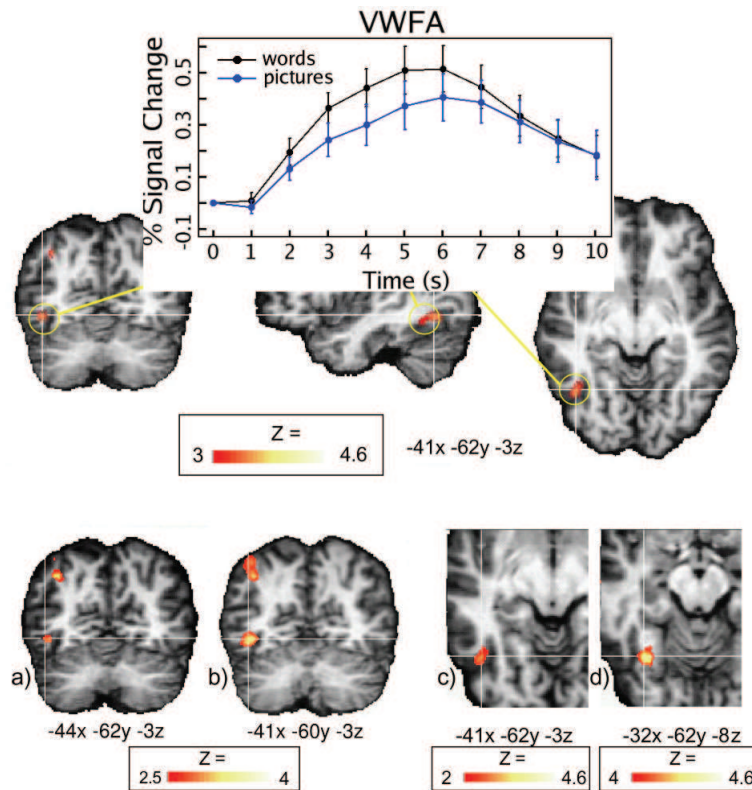 VWFA
words
pictures
% Signal Change
0.5
0.3
0.1
-0.1
0 1 2 3 4 5 6 7 8 9 10
Time (s)
Z =
3 4.6
-41x -62y -3z
a) b) c) d)
-44x -62y -3z -41x -60y -3z -41x -62y -3z -32x -62y -8z
Z = Z = Z =
2.5 4 2 4.6 4 4.6